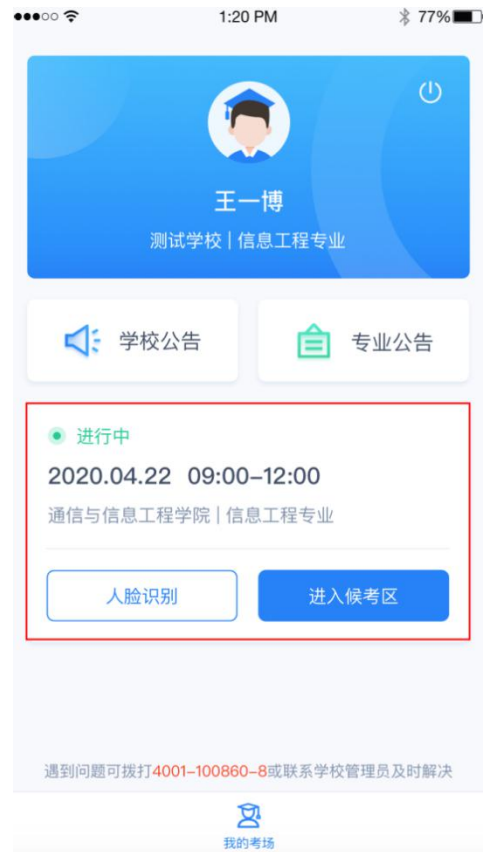 1:20 PM 77%
王一博
测试学校 | 信息工程专业
学校公告 专业公告
进行中
2020.04.22 09:00–12:00
通信与信息工程学院 | 信息工程专业
人脸识别 进入候考区
遇到问题可拨打4001–100860–8或联系学校管理员及时解决
我的考场